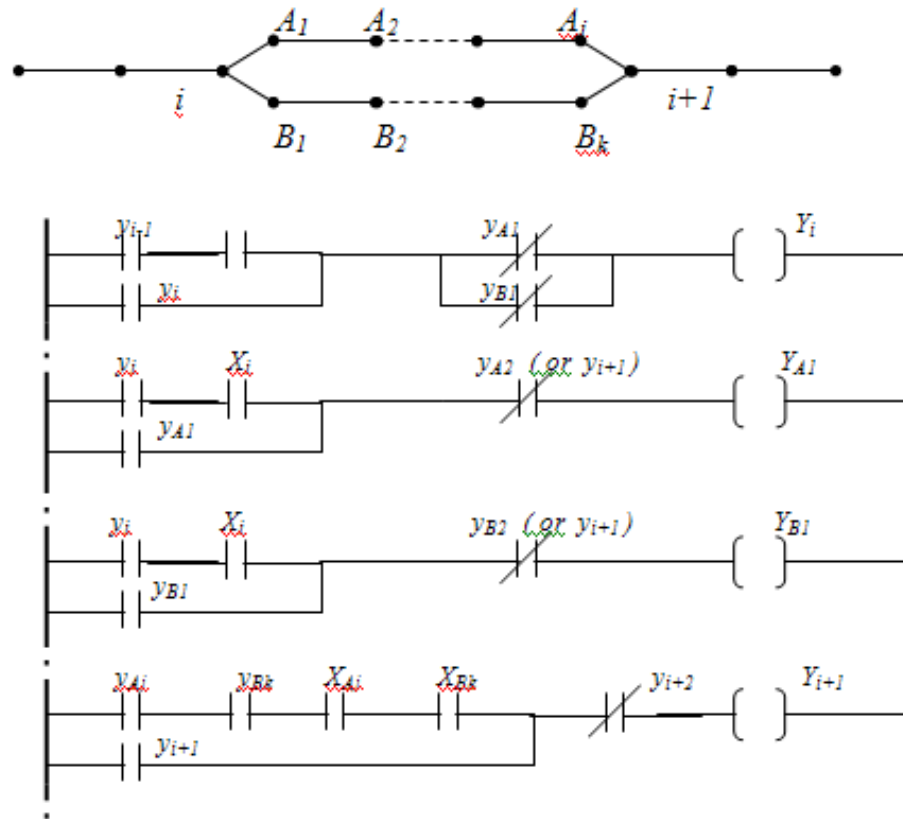 A1 A2 Ai
i i+1
B1 B2 Bk
yi-1 yA1 Yi
yi yB1
yi Xi yA2 (or yi+1) YA1
yA1
yi Xi yB2 (or yi+1) YB1
yB1
yAi yBk XAi XBk yi+2 Yi+1
yi+1